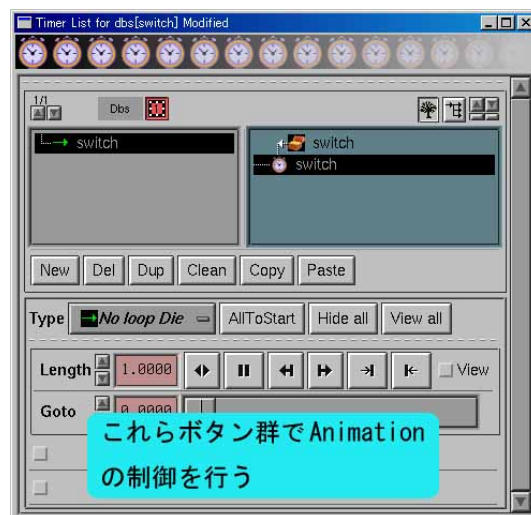 Timer List for dbs[switch] Modified
1/1
Dbs
switch
switch
switch
New Del Dup Clean Copy Paste
Type No loop Die AllToStart Hide all View all
Length 1.0000 View
Goto 0.0000
これらボタン群でAnimation
の制御を行う